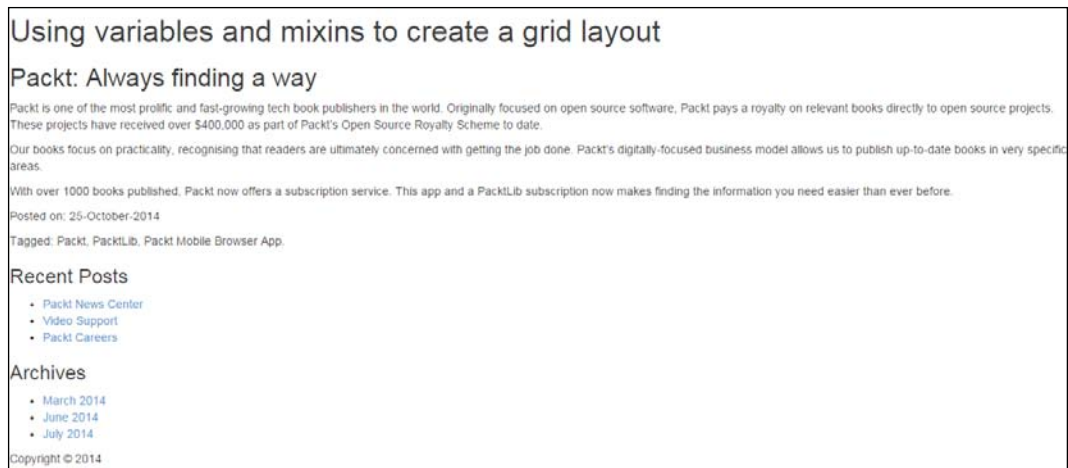 Using variables and mixins to create a grid layout
Packt: Always finding a way
Packt is one of the most prolific and fast-growing tech book publishers in the world. Originally focused on open source software, Packt pays a royalty on relevant books directly to open source projects.
These projects have received over $400,000 as part of Packt's Open Source Royalty Scheme to date.
Our books focus on practicality, recognising that readers are ultimately concerned with getting the job done. Packt's digitally-focused business model allows us to publish up-to-date books in very specific
areas.
With over 1000 books published, Packt now offers a subscription service. This app and a PacktLib subscription now makes finding the information you need easier than ever before.
Posted on: 25-October-2014
Tagged: Packt, PacktLib, Packt Mobile Browser App.
Recent Posts
• Packt News Center
• Video Support
• Packt Careers
Archives
• March 2014
• June 2014
• July 2014
Copyright © 2014